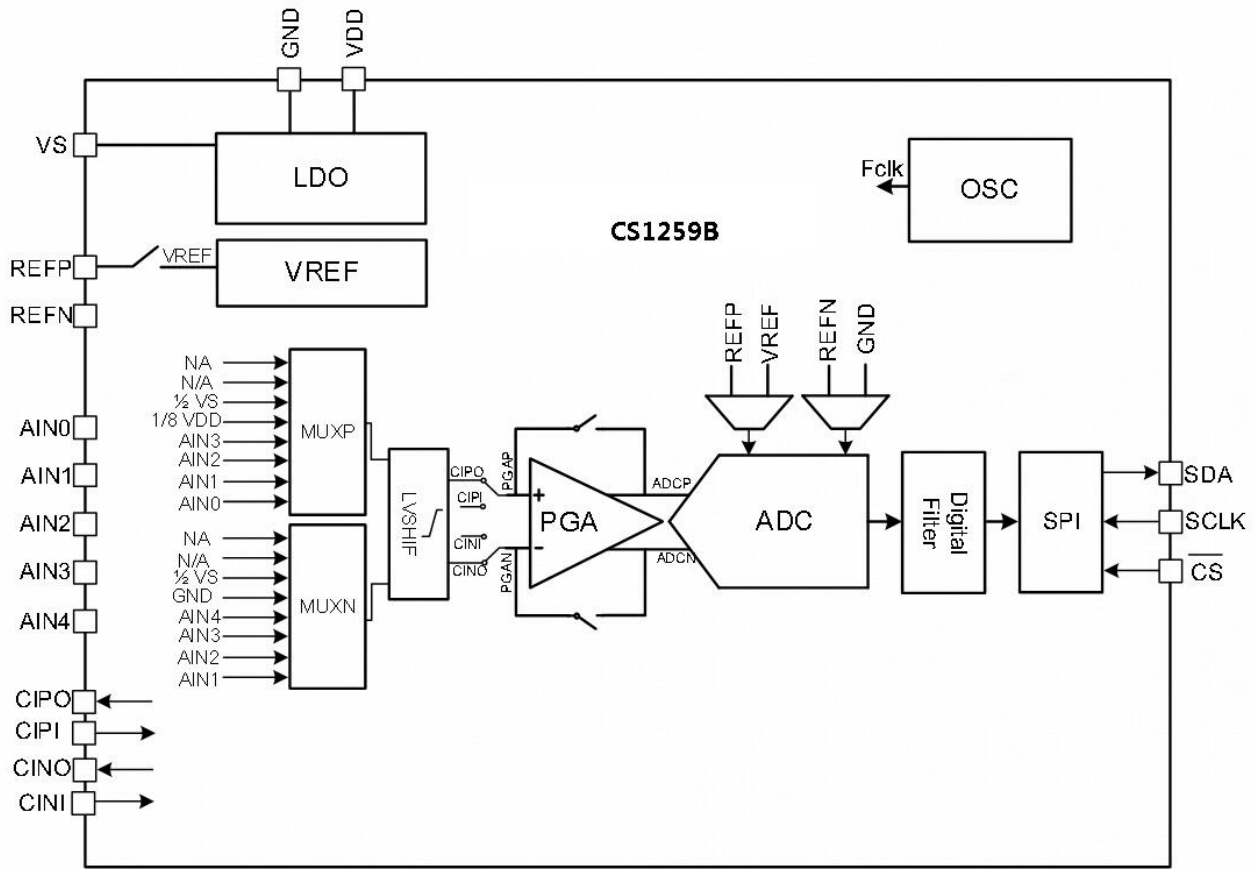 GND
VDD
VS
LDO
Fclk
OSC
CS1259B
REFP
VREF
VREF
REFN
REFP
VREF
REFN
GND
NA
N/A
½ VS
1/8 VDD
AIN3
AIN2
AIN1
AIN0
MUXP
AIN0
AIN1
AIN2
AIN3
AIN4
NA
N/A
½ VS
GND
AIN4
AIN3
AIN2
AIN1
MUXN
LVSHIF
CIPO
CIPI
CINI
CINO
PGAP
PGAN
+
PGA
-
ADCP
ADCN
ADC
Digital
Filter
SPI
SDA
SCLK
CS
CIPO
CIPI
CINO
CINI